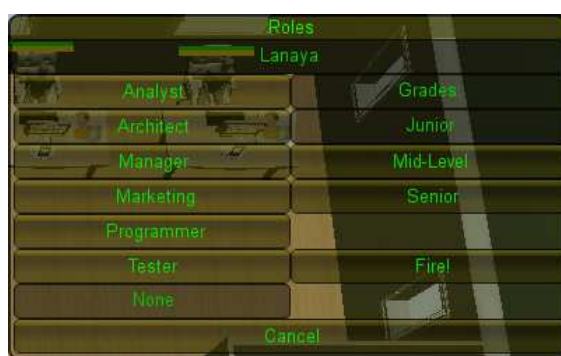 Roles
Lanaya
Analyst Grades
Architect Junior
Manager Mid-Level
Marketing Senior
Programmer
Tester Fire!
None
Cancel